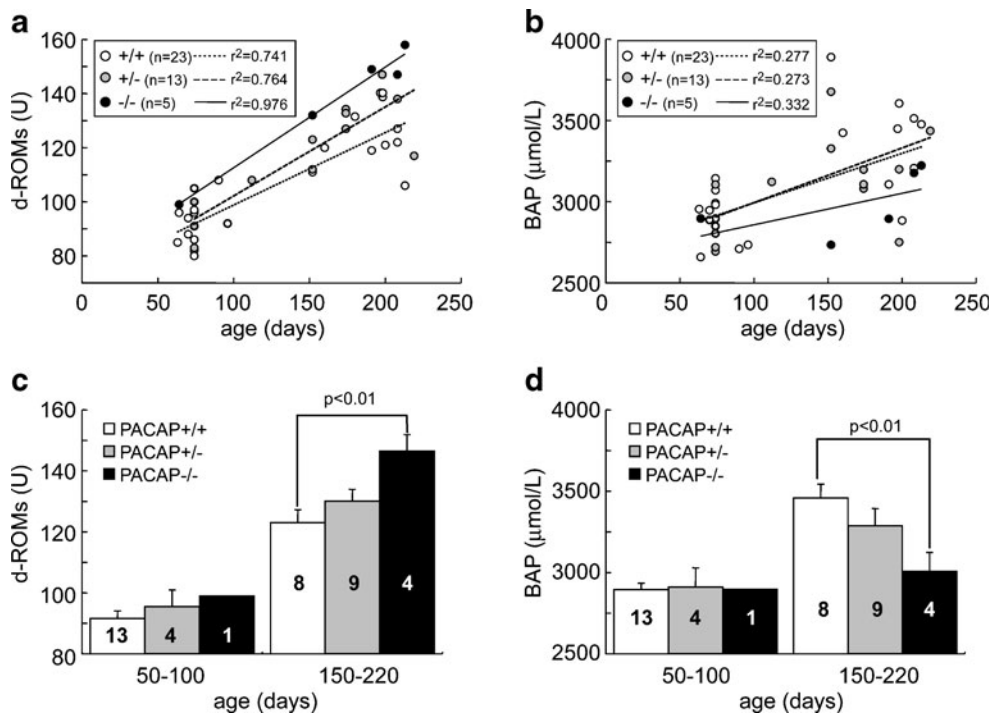 a
160
140
120
100
80
d-ROMs (U)
+/+ (n=23) r²=0.741
+/- (n=13) r²=0.764
-/- (n=5) r²=0.976
0 50 100 150 200 250
age (days)
b
4000
3500
3000
2500
BAP (μmol/L)
+/+ (n=23) r²=0.277
+/- (n=13) r²=0.273
-/- (n=5) r²=0.332
0 50 100 150 200 250
age (days)
c
160
140
120
100
80
d-ROMs (U)
p<0.01
PACAP+/+
PACAP+/-
PACAP-/-
13 4 1 8 9 4
50-100 150-220
age (days)
d
4000
3500
3000
2500
BAP (μmol/L)
p<0.01
PACAP+/+
PACAP+/-
PACAP-/-
13 4 1 8 9 4
50-100 150-220
age (days)